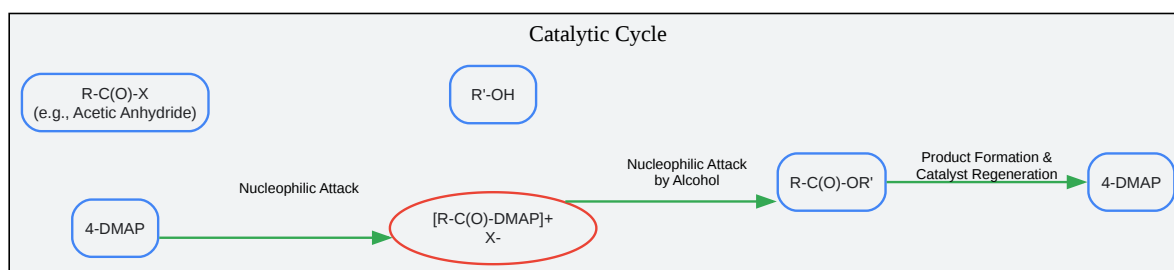 Catalytic Cycle
R-C(O)-X
(e.g., Acetic Anhydride)
R'-OH
Nucleophilic Attack
Nucleophilic Attack
by Alcohol
Product Formation &
Catalyst Regeneration
4-DMAP
[R-C(O)-DMAP]+
X-
R-C(O)-OR'
4-DMAP